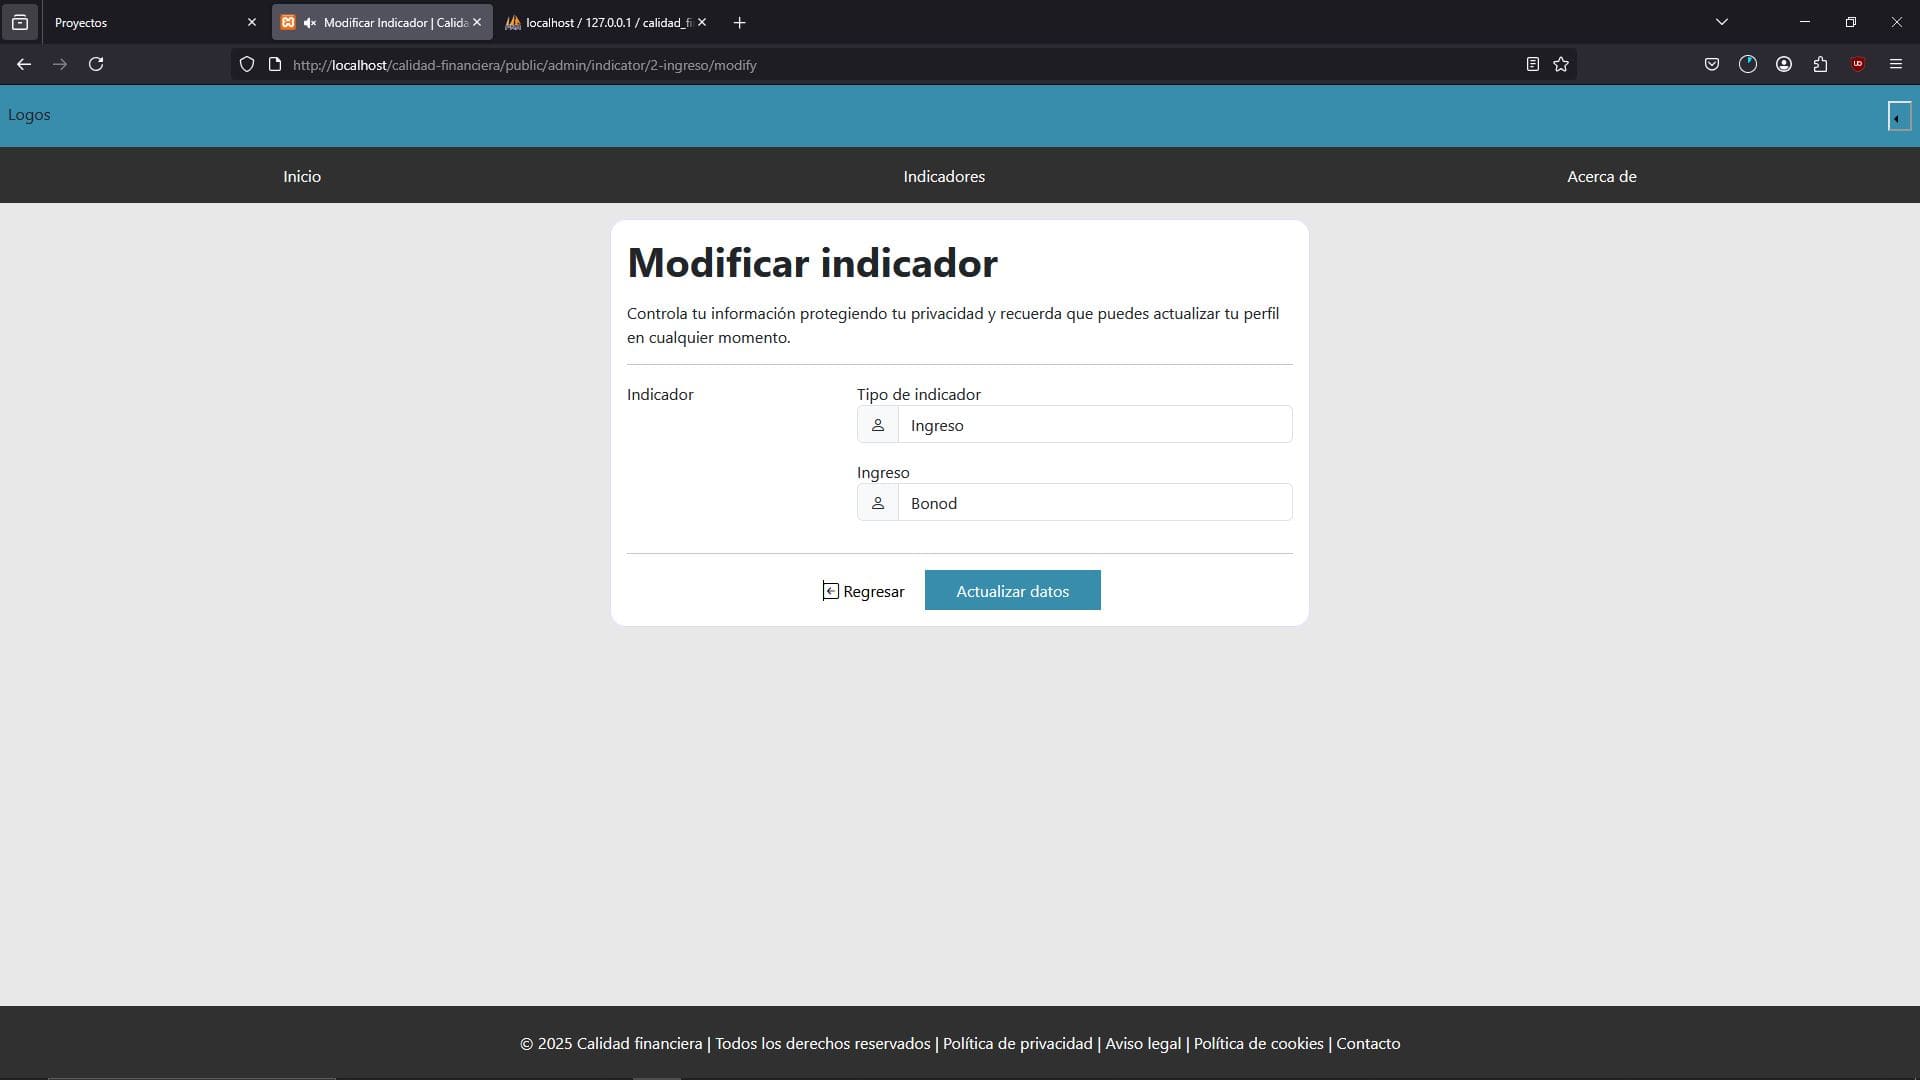 Proyectos
Modificar Indicador | Calida
localhost / 127.0.0.1 / calidad_fi
http://localhost/calidad-financiera/public/admin/indicator/2-ingreso/modify
Logos
Inicio
Indicadores
Acerca de
Modificar indicador
Controla tu información protegiendo tu privacidad y recuerda que puedes actualizar tu perfil
en cualquier momento.
Indicador
Tipo de indicador
Ingreso
Ingreso
Bonod
Regresar
Actualizar datos
© 2025 Calidad financiera | Todos los derechos reservados | Política de privacidad | Aviso legal | Política de cookies | Contacto